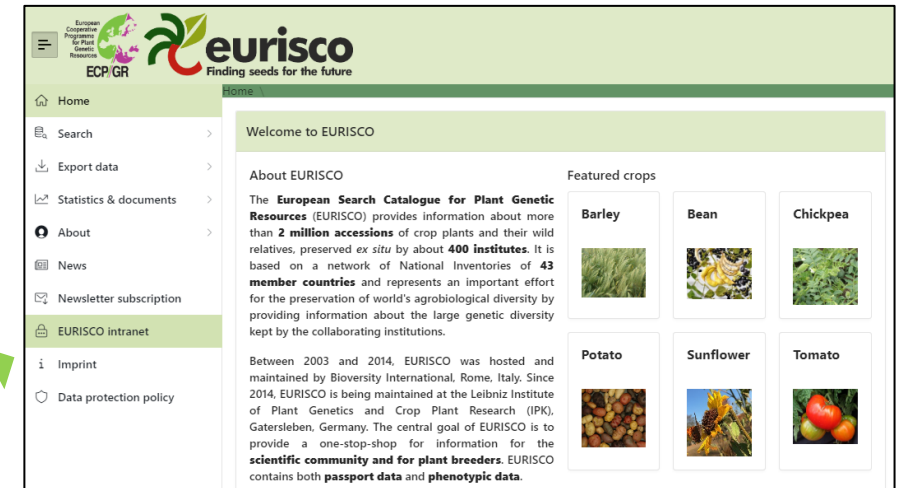 European
Cooperative
Programme
for Plant
Genetic
Resources
ECP/GR
eurisco
Finding seeds for the future
Home \
Home
Search
Export data
Statistics & documents
About
News
Newsletter subscription
EURISCO intranet
Imprint
Data protection policy
Welcome to EURISCO
About EURISCO
The European Search Catalogue for Plant Genetic
Resources (EURISCO) provides information about more
than 2 million accessions of crop plants and their wild
relatives, preserved ex situ by about 400 institutes. It is
based on a network of National Inventories of 43
member countries and represents an important effort
for the preservation of world's agrobiological diversity by
providing information about the large genetic diversity
kept by the collaborating institutions.
Between 2003 and 2014, EURISCO was hosted and
maintained by Bioversity International, Rome, Italy. Since
2014, EURISCO is being maintained at the Leibniz Institute
of Plant Genetics and Crop Plant Research (IPK),
Gatersleben, Germany. The central goal of EURISCO is to
provide a one-stop-shop for information for the
scientific community and for plant breeders. EURISCO
contains both passport data and phenotypic data.
Featured crops
Barley
Bean
Chickpea
Potato
Sunflower
Tomato